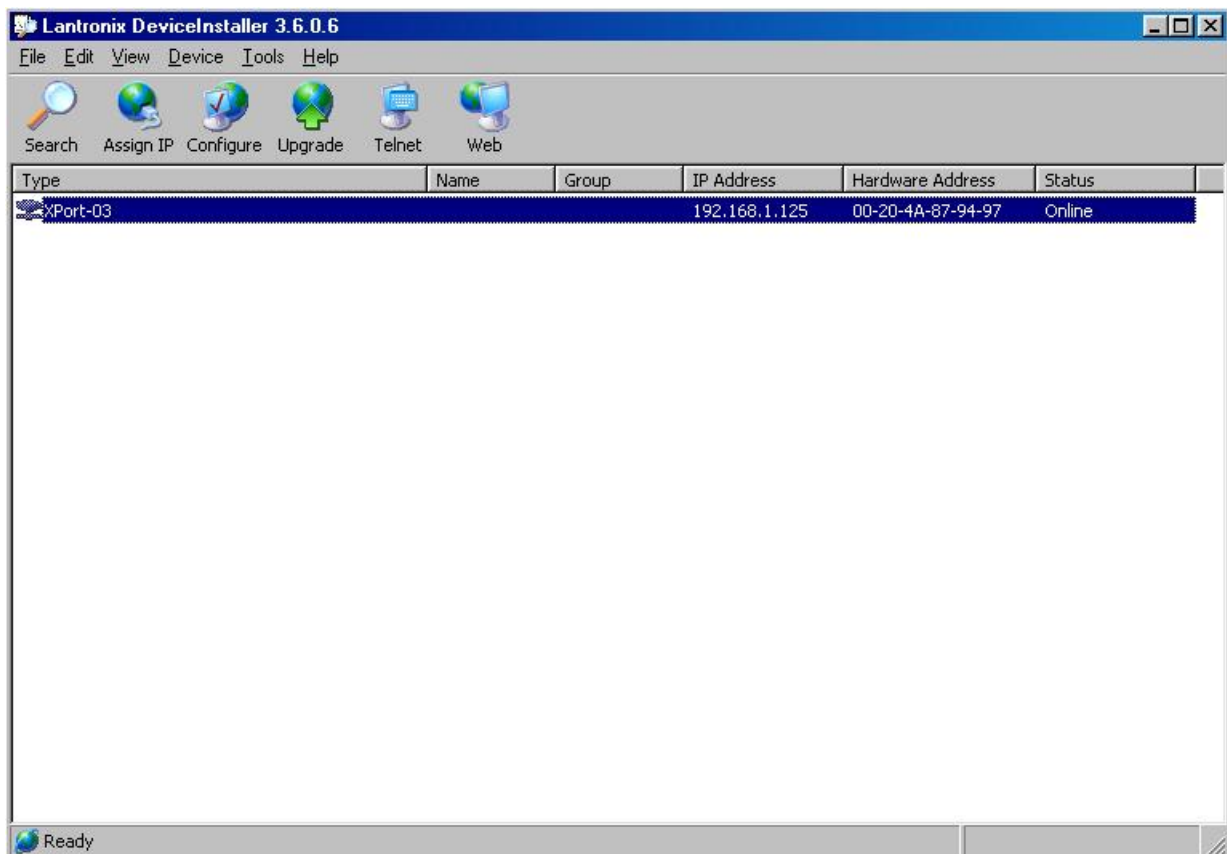 Lantronix DeviceInstaller 3.6.0.6
File Edit View Device Tools Help
Search Assign IP Configure Upgrade Telnet Web
Type Name Group IP Address Hardware Address Status
XPort-03 192.168.1.125 00-20-4A-87-94-97 Online
Ready